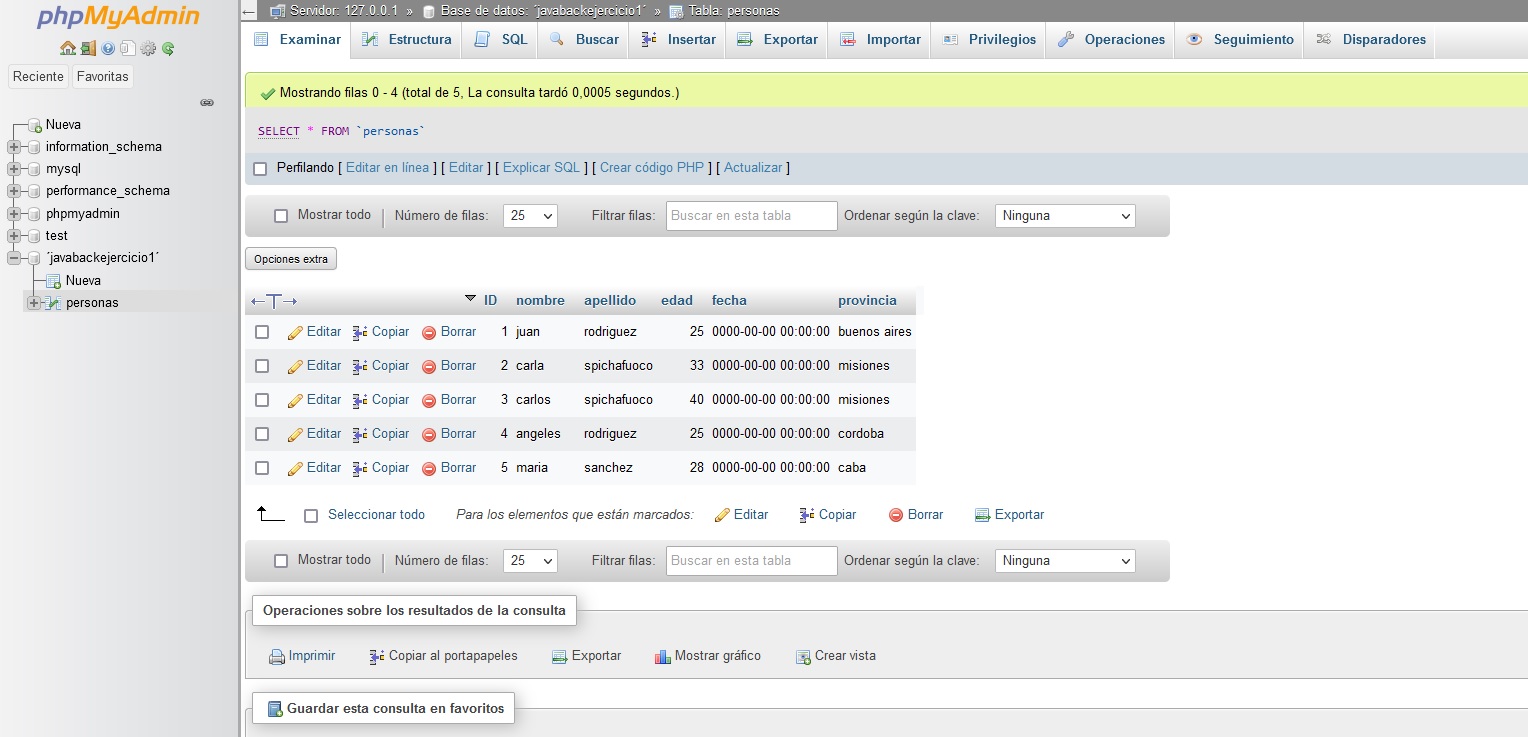 phpMyAdmin
Reciente Favoritas
Nueva
information_schema
mysql
performance_schema
phpmyadmin
test
´javabackejercicio1´
Nueva
personas
Servidor: 127.0.0.1 » Base de datos: ´javabackejercicio1´ » Tabla: personas
Examinar Estructura SQL Buscar Insertar Exportar Importar Privilegios Operaciones Seguimiento Disparadores
Mostrando filas 0 - 4 (total de 5, La consulta tardó 0,0005 segundos.)
SELECT * FROM `personas`
Perfilando [ Editar en línea ] [ Editar ] [ Explicar SQL ] [ Crear código PHP ] [ Actualizar ]
Mostrar todo | Número de filas: 25 Filtrar filas: Buscar en esta tabla Ordenar según la clave: Ninguna
Opciones extra
←T→ ID nombre apellido edad fecha provincia
Editar Copiar Borrar 1 juan rodriguez 25 0000-00-00 00:00:00 buenos aires
Editar Copiar Borrar 2 carla spichafuoco 33 0000-00-00 00:00:00 misiones
Editar Copiar Borrar 3 carlos spichafuoco 40 0000-00-00 00:00:00 misiones
Editar Copiar Borrar 4 angeles rodriguez 25 0000-00-00 00:00:00 cordoba
Editar Copiar Borrar 5 maria sanchez 28 0000-00-00 00:00:00 caba
Seleccionar todo Para los elementos que están marcados: Editar Copiar Borrar Exportar
Mostrar todo | Número de filas: 25 Filtrar filas: Buscar en esta tabla Ordenar según la clave: Ninguna
Operaciones sobre los resultados de la consulta
Imprimir Copiar al portapapeles Exportar Mostrar gráfico Crear vista
Guardar esta consulta en favoritos